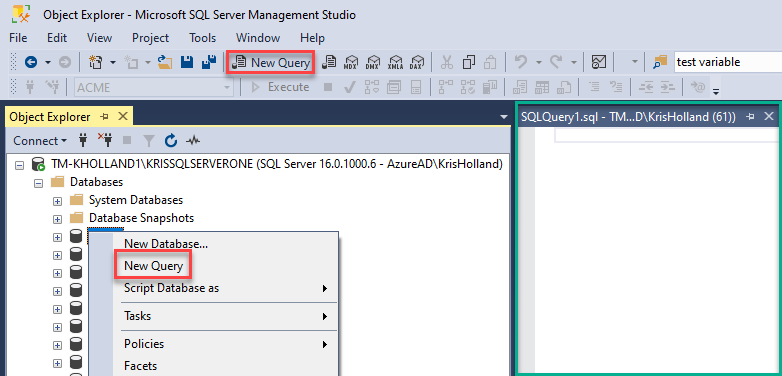 Object Explorer - Microsoft SQL Server Management Studio
File Edit View Project Tools Window Help
New Query MDX DMX XMLA DAX test variable
ACME Execute
Object Explorer
SQLQuery1.sql - TM...D\KrisHolland (61))
Connect
TM-KHOLLAND1\KRISSQLSERVERONE (SQL Server 16.0.1000.6 - AzureAD\KrisHolland)
Databases
System Databases
Database Snapshots
New Database...
New Query
Script Database as
Tasks
Policies
Facets